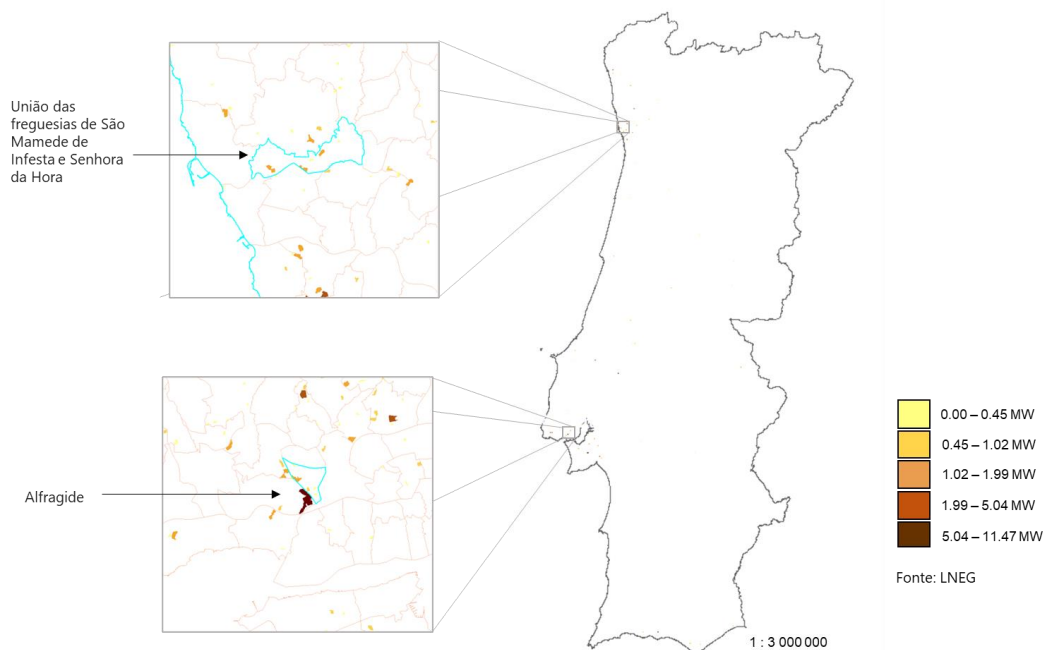 União das
freguesias de São
Mamede de
Infesta e Senhora
da Hora
Alfragide
0.00 – 0.45 MW
0.45 – 1.02 MW
1.02 – 1.99 MW
1.99 – 5.04 MW
5.04 – 11.47 MW
Fonte: LNEG
1 : 3 000 000